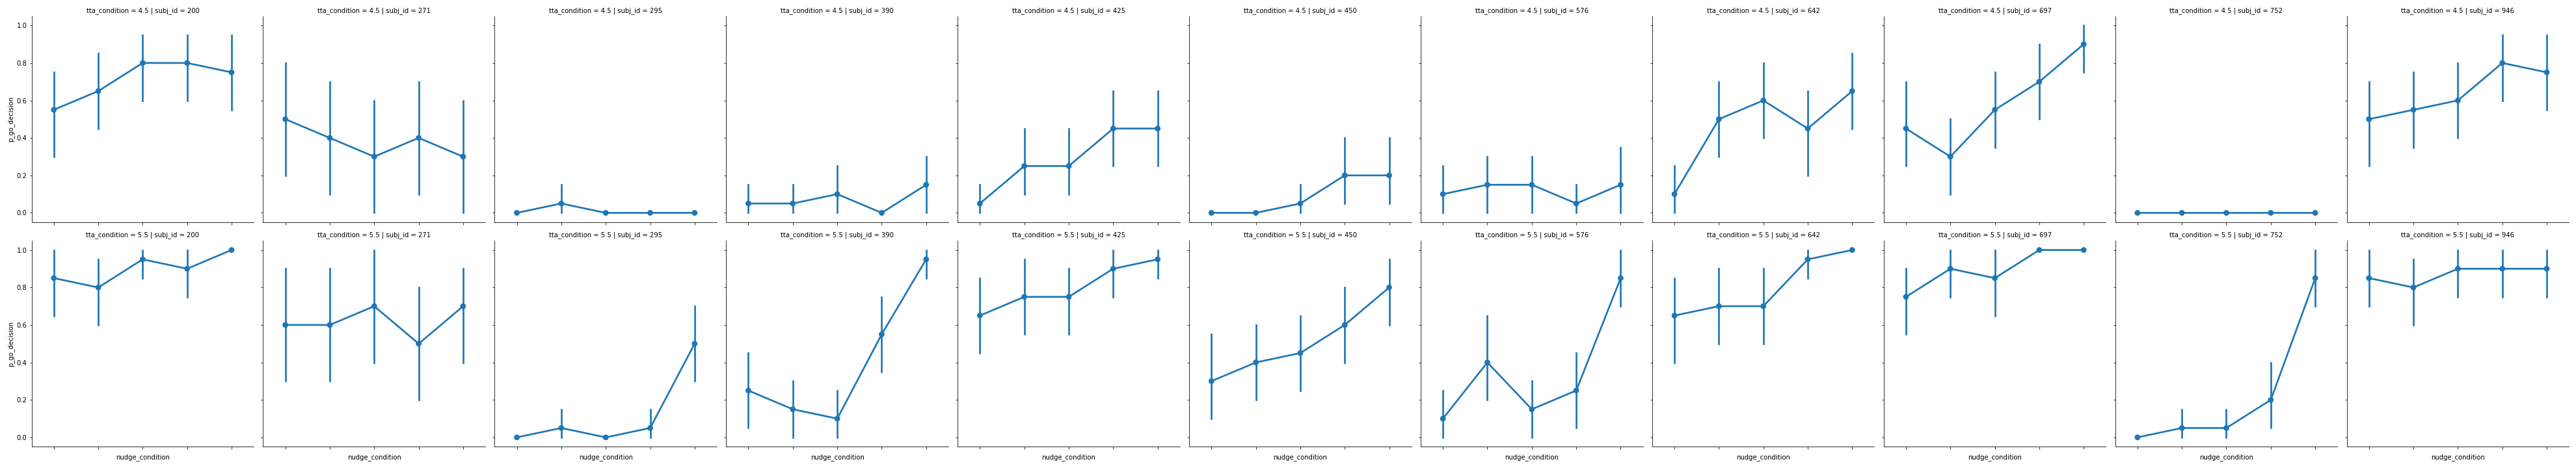 tta_condition = 4.5 | subj_id = 200
tta_condition = 4.5 | subj_id = 271
tta_condition = 4.5 | subj_id = 295
tta_condition = 4.5 | subj_id = 390
tta_condition = 4.5 | subj_id = 425
tta_condition = 4.5 | subj_id = 450
tta_condition = 4.5 | subj_id = 576
tta_condition = 4.5 | subj_id = 642
tta_condition = 4.5 | subj_id = 697
tta_condition = 4.5 | subj_id = 752
tta_condition = 4.5 | subj_id = 946
1.0
0.8
0.6
0.4
0.2
0.0
p_go_decision
tta_condition = 5.5 | subj_id = 200
tta_condition = 5.5 | subj_id = 271
tta_condition = 5.5 | subj_id = 295
tta_condition = 5.5 | subj_id = 390
tta_condition = 5.5 | subj_id = 425
tta_condition = 5.5 | subj_id = 450
tta_condition = 5.5 | subj_id = 576
tta_condition = 5.5 | subj_id = 642
tta_condition = 5.5 | subj_id = 697
tta_condition = 5.5 | subj_id = 752
tta_condition = 5.5 | subj_id = 946
1.0
0.8
0.6
0.4
0.2
0.0
p_go_decision
nudge_condition
nudge_condition
nudge_condition
nudge_condition
nudge_condition
nudge_condition
nudge_condition
nudge_condition
nudge_condition
nudge_condition
nudge_condition